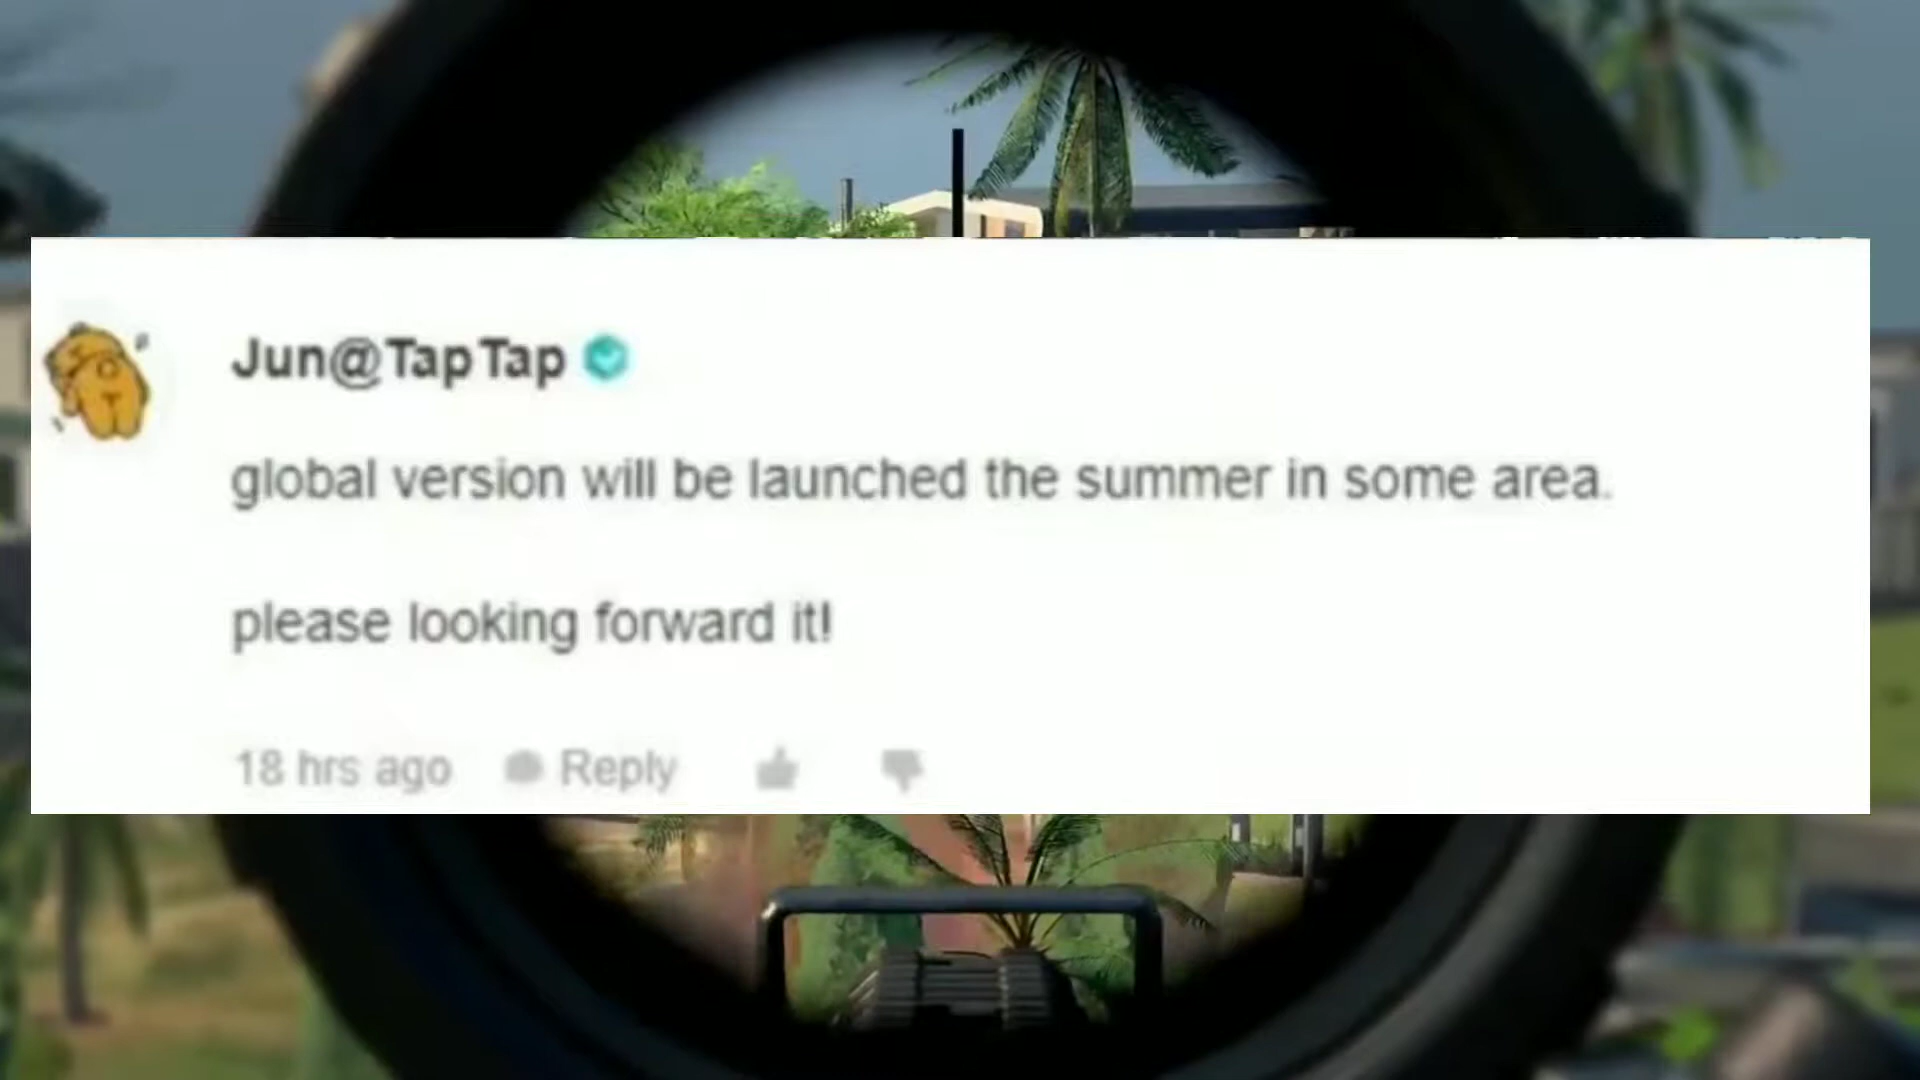 Jun@TapTap
global version will be launched the summer in some area.
please looking forward it!
18 hrs ago Reply